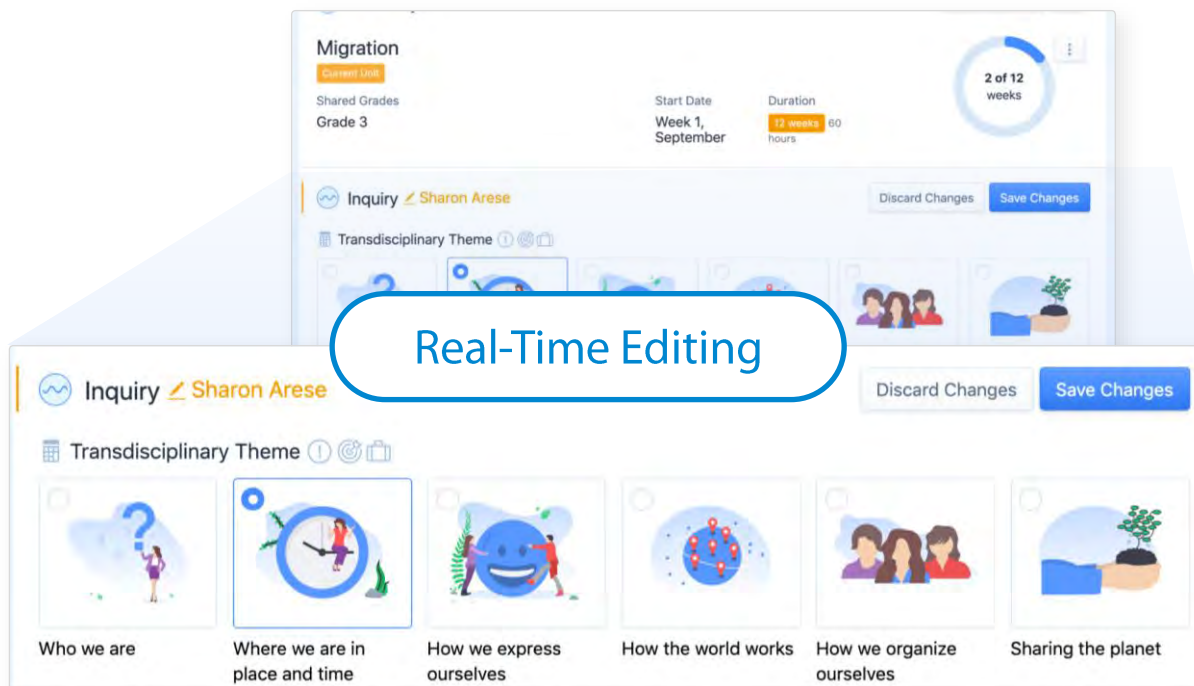 Migration
Current Unit
2 of 12
weeks
Shared Grades
Grade 3
Start Date
Week 1,
September
Duration
12 weeks 60
hours
Inquiry Sharon Arese
Discard Changes
Save Changes
Transdisciplinary Theme
Real-Time Editing
Inquiry Sharon Arese
Discard Changes
Save Changes
Transdisciplinary Theme
Who we are
Where we are in
place and time
How we express
ourselves
How the world works
How we organize
ourselves
Sharing the planet